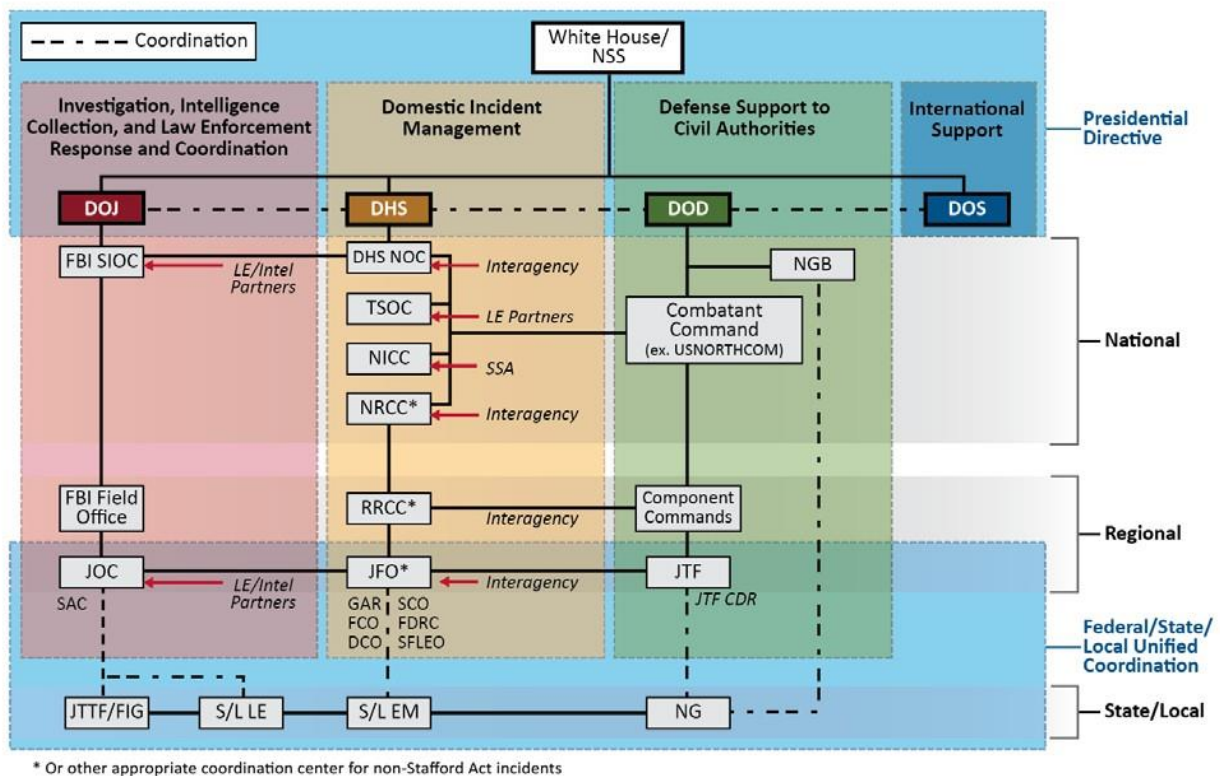 Coordination
White House/
NSS
Investigation, Intelligence
Collection, and Law Enforcement
Response and Coordination
Domestic Incident
Management
Defense Support to
Civil Authorities
International
Support
Presidential
Directive
DOJ
DHS
DOD
DOS
FBI SIOC
LE/Intel
Partners
DHS NOC
Interagency
NGB
TSOC
LE Partners
Combatant
Command
(ex. USNORTHCOM)
National
NICC
SSA
NRCC*
Interagency
FBI Field
Office
RRCC*
Interagency
Component
Commands
Regional
JOC
LE/Intel
Partners
SAC
JFO*
Interagency
GAR SCO
FCO FDRC
DCO SFLEO
JTF
JTF CDR
Federal/State/
Local Unified
Coordination
JTTF/FIG
S/L LE
S/L EM
NG
State/Local
* Or other appropriate coordination center for non-Stafford Act incidents